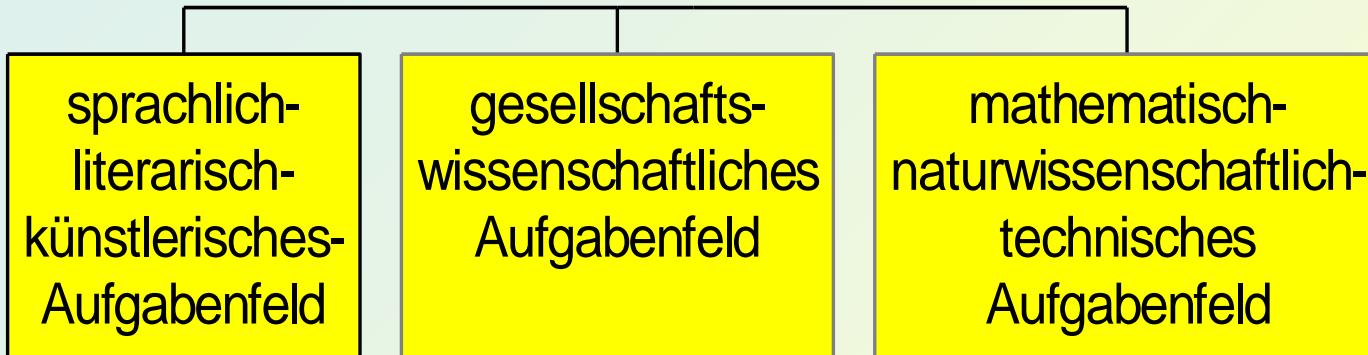 sprachlich-
literarisch-
künstlerisches-
Aufgabenfeld
gesellschafts-
wissenschaftliches
Aufgabenfeld
mathematisch-
naturwissenschaftlich-
technisches
Aufgabenfeld